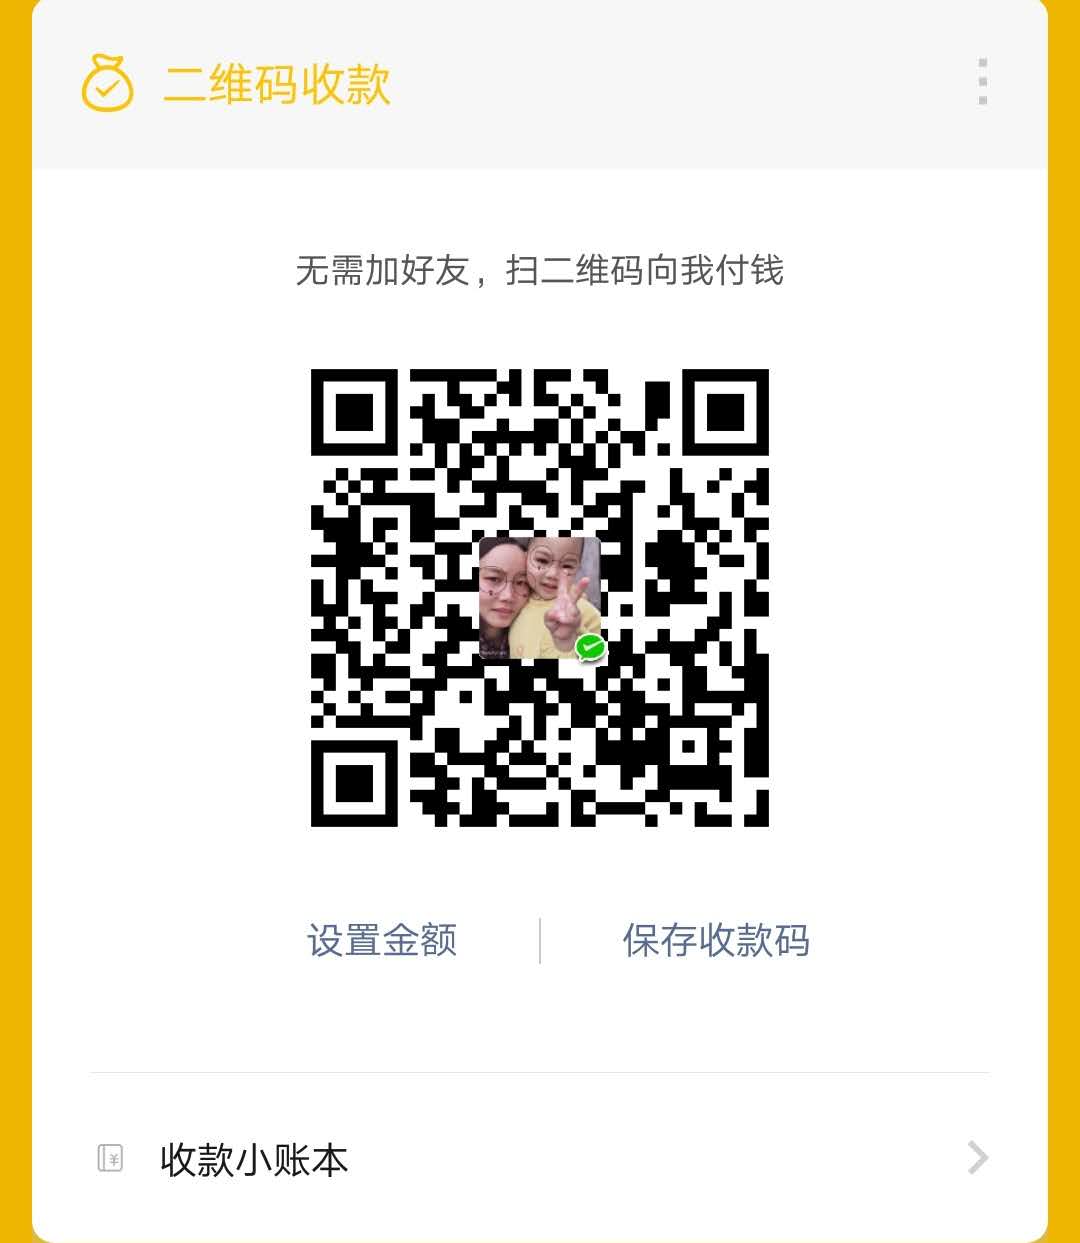 二维码收款
无需加好友，扫二维码向我付钱
设置金额
保存收款码
收款小账本